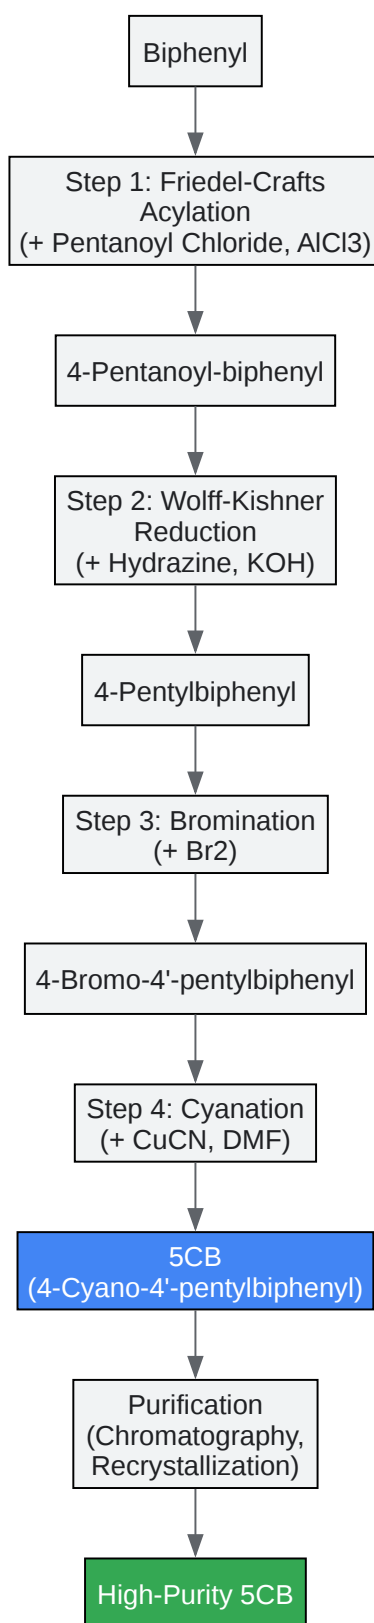 Biphenyl
Step 1: Friedel-Crafts
Acylation
(+ Pentanoyl Chloride, AlCl3)
4-Pentanoyl-biphenyl
Step 2: Wolff-Kishner
Reduction
(+ Hydrazine, KOH)
4-Pentylbiphenyl
Step 3: Bromination
(+ Br2)
4-Bromo-4'-pentylbiphenyl
Step 4: Cyanation
(+ CuCN, DMF)
5CB
(4-Cyano-4'-pentylbiphenyl)
Purification
(Chromatography,
Recrystallization)
High-Purity 5CB